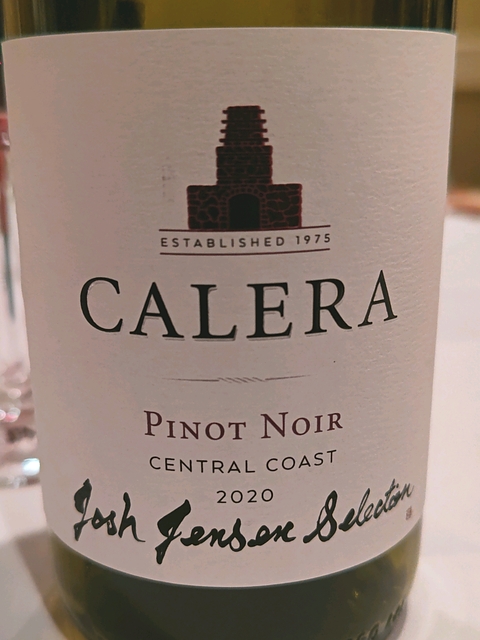 ESTABLISHED 1975
CALERA
PINOT NOIR
CENTRAL COAST
2020
Josh Jensen Selection